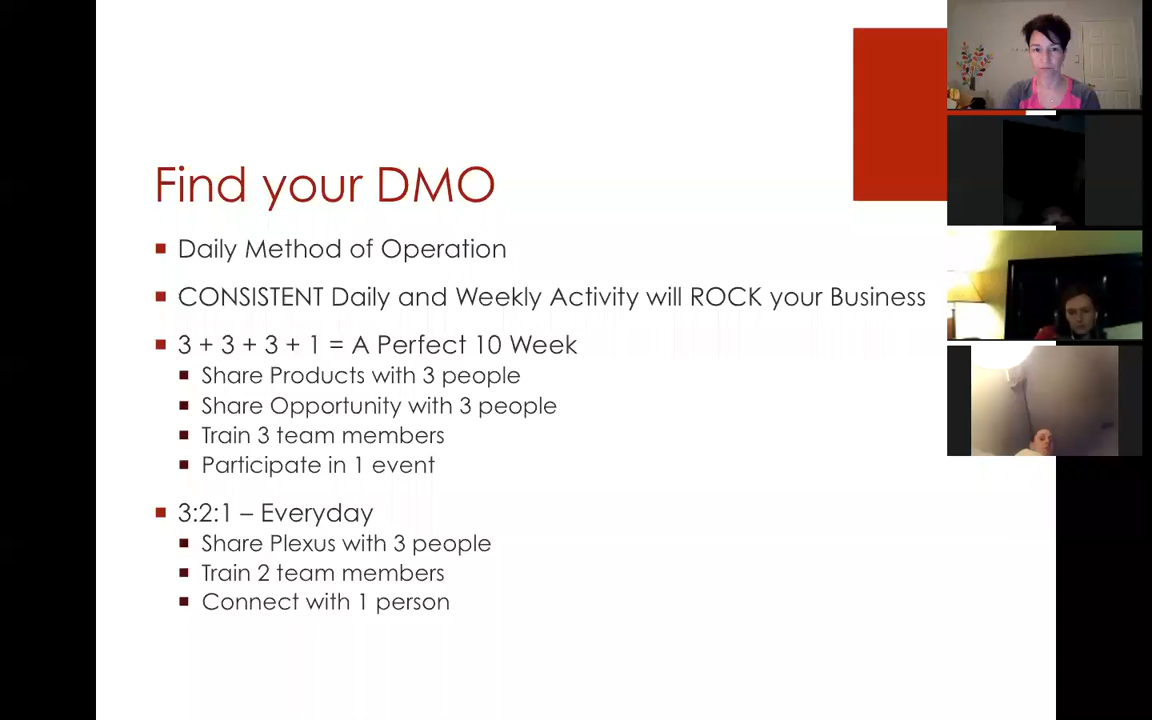 Find your DMO
Daily Method of Operation
CONSISTENT Daily and Weekly Activity will ROCK your Business
3 + 3 + 3 + 1 = A Perfect 10 Week
Share Products with 3 people
Share Opportunity with 3 people
Train 3 team members
Participate in 1 event
3:2:1 – Everyday
Share Plexus with 3 people
Train 2 team members
Connect with 1 person